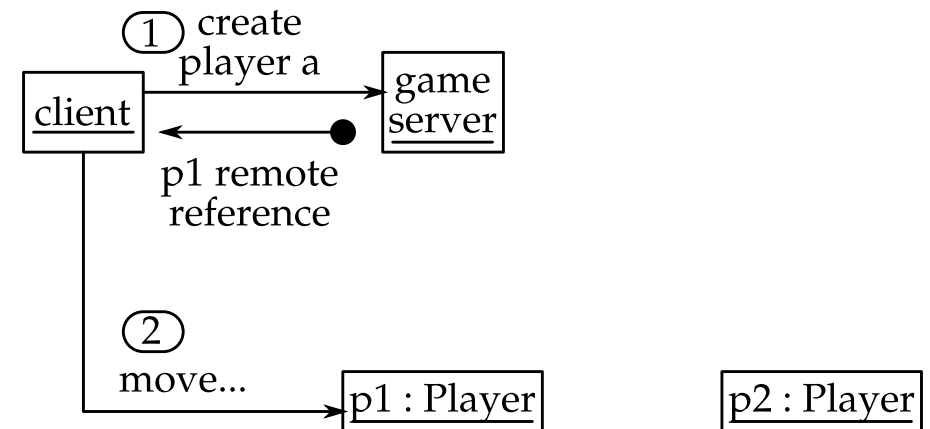 1
create
player a
client
game
server
p1 remote
reference
2
move...
p1 : Player
p2 : Player